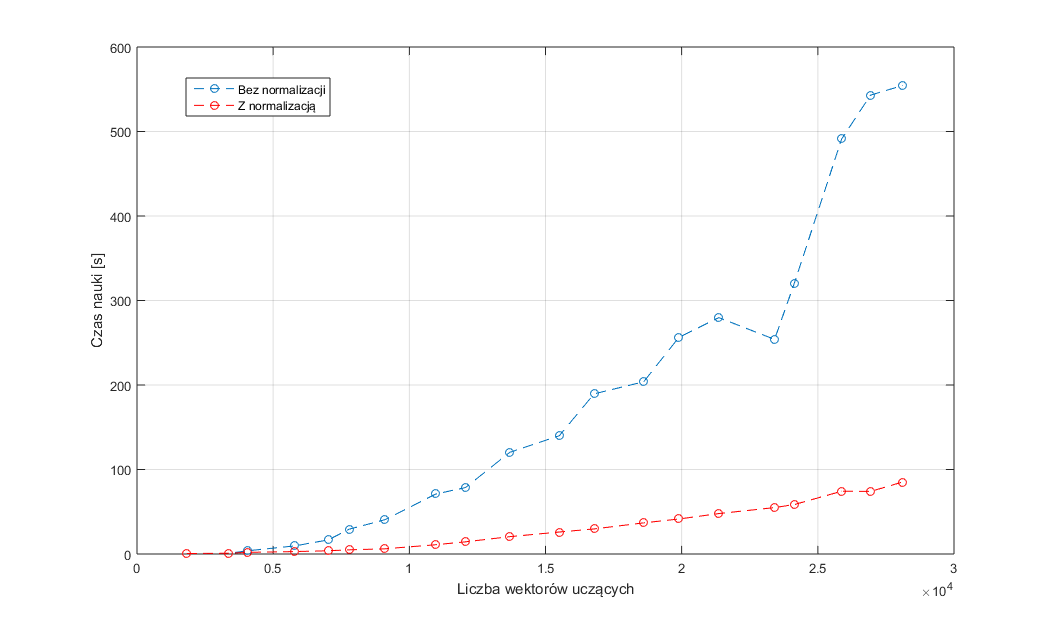 600
500
400
300
200
100
0
Czas nauki [s]
Bez normalizacji
Z normalizacją
0 0.5 1 1.5 2 2.5 3
Liczba wektorów uczących
×10⁴